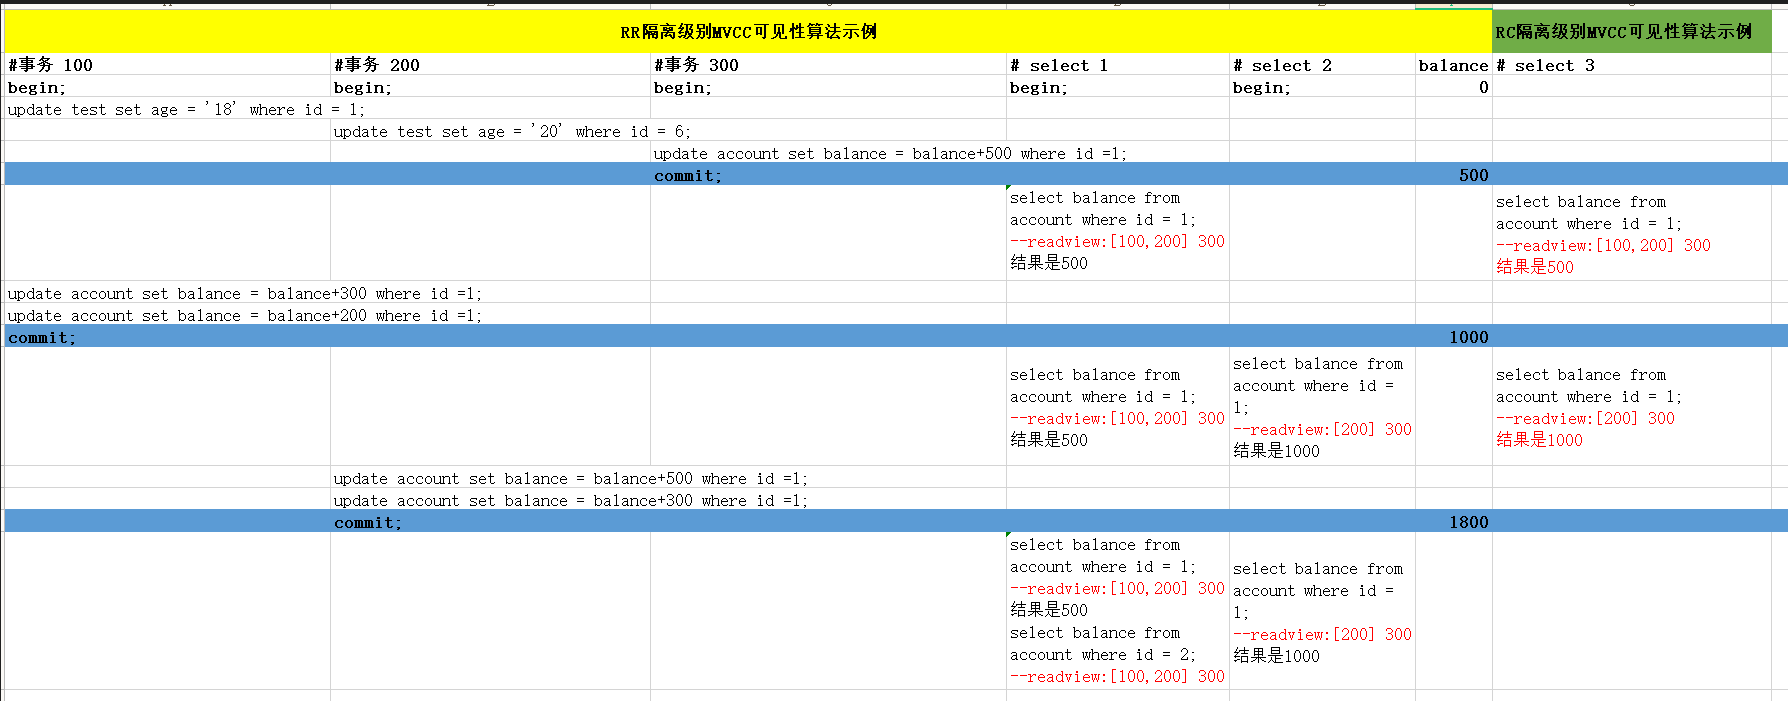 RR隔离级别MVCC可见性算法示例
RC隔离级别MVCC可见性算法示例
#事务 100
#事务 200
#事务 300
# select 1
# select 2
balance
# select 3
begin;
begin;
begin;
begin;
begin;
0
update test set age = '18' where id = 1;
update test set age = '20' where id = 6;
update account set balance = balance+500 where id =1;
commit;
500
select balance from
account where id = 1;
--readview:[100,200] 300
结果是500
select balance from
account where id = 1;
--readview:[100,200] 300
结果是500
update account set balance = balance+300 where id =1;
update account set balance = balance+200 where id =1;
commit;
1000
select balance from
account where id = 1;
--readview:[100,200] 300
结果是500
select balance from
account where id =
1;
--readview:[200] 300
结果是1000
select balance from
account where id = 1;
--readview:[200] 300
结果是1000
update account set balance = balance+500 where id =1;
update account set balance = balance+300 where id =1;
commit;
1800
select balance from
account where id = 1;
--readview:[100,200] 300
结果是500
select balance from
account where id = 2;
--readview:[100,200] 300
select balance from
account where id =
1;
--readview:[200] 300
结果是1000